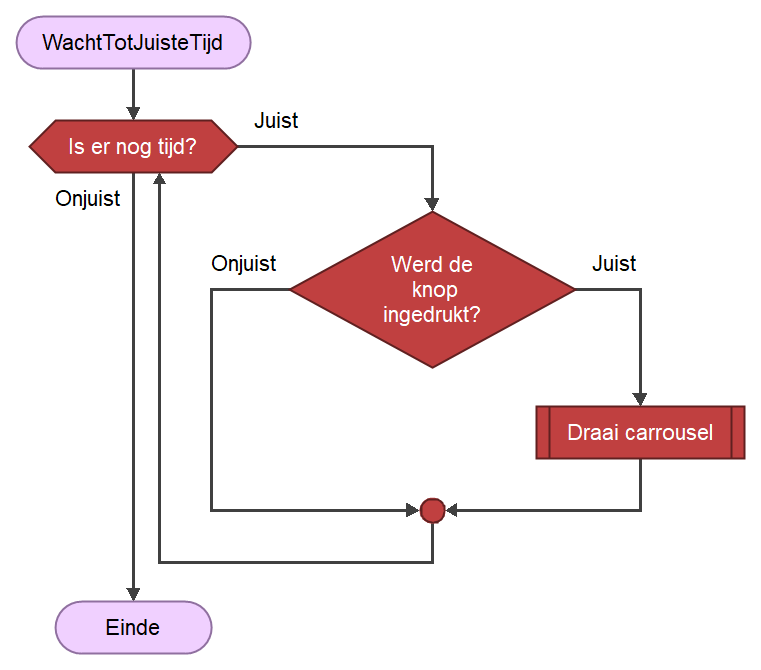 WachtTotJuisteTijd
Juist
Is er nog tijd?
Onjuist
Onjuist
Werd de
knop
ingedrukt?
Juist
Draai carrousel
Einde